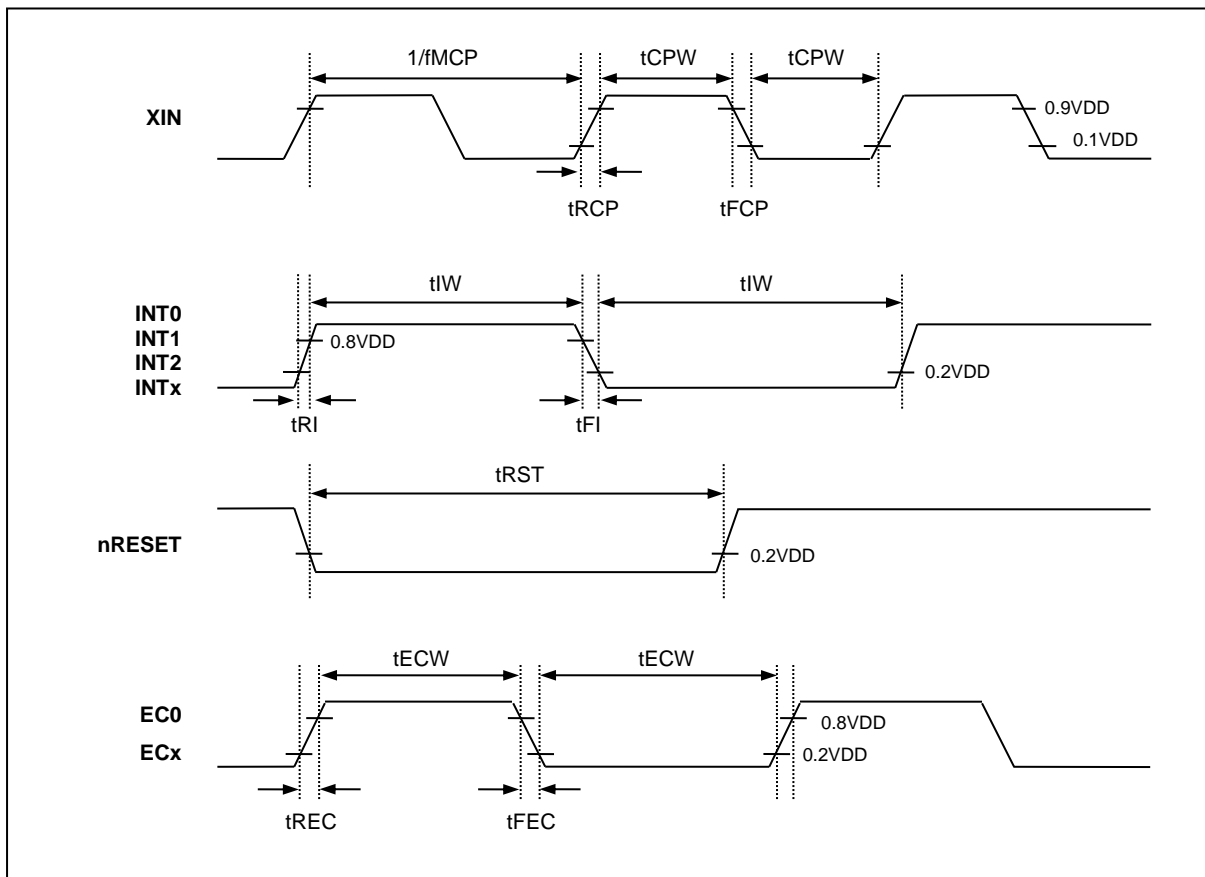 1/fMCP
tCPW
tCPW
XIN
0.9VDD
0.1VDD
tRCP
tFCP
tIW
tIW
INT0
INT1
INT2
INTx
0.8VDD
0.2VDD
tRI
tFI
tRST
nRESET
0.2VDD
tECW
tECW
EC0
ECx
0.8VDD
0.2VDD
tREC
tFEC